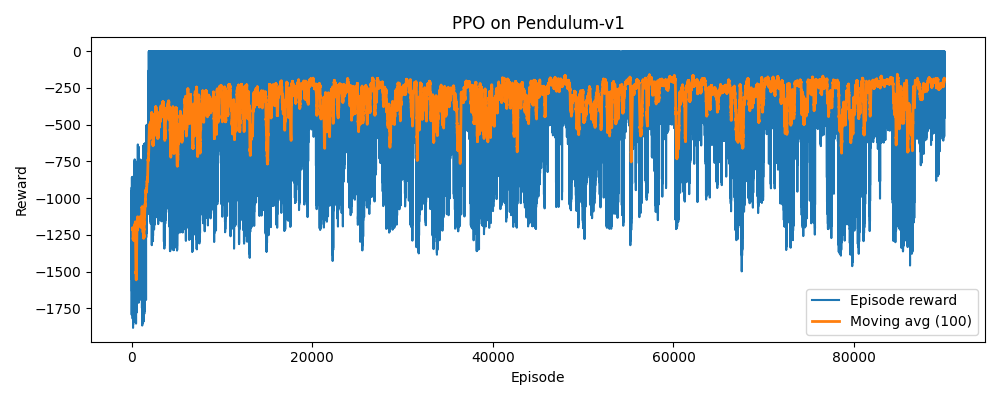 PPO on Pendulum-v1
0
−250
−500
−750
−1000
−1250
−1500
−1750
Reward
0 20000 40000 60000 80000
Episode
Episode reward
Moving avg (100)